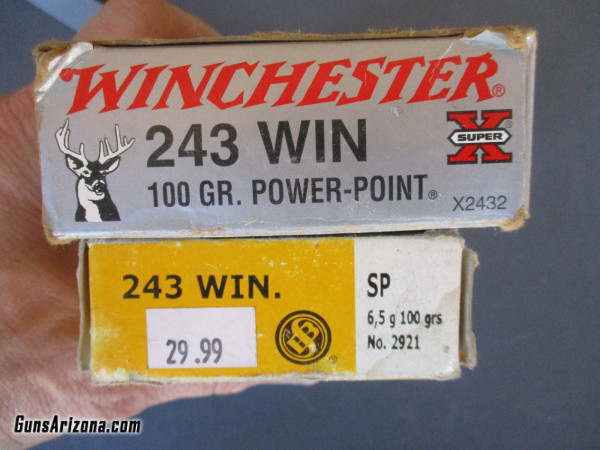 WINCHESTER®
243 WIN
100 GR. POWER-POINT®
SUPER X
X2432
243 WIN.
29.99
®
SP
6,5 g 100 grs
No. 2921
GunsArizona.com